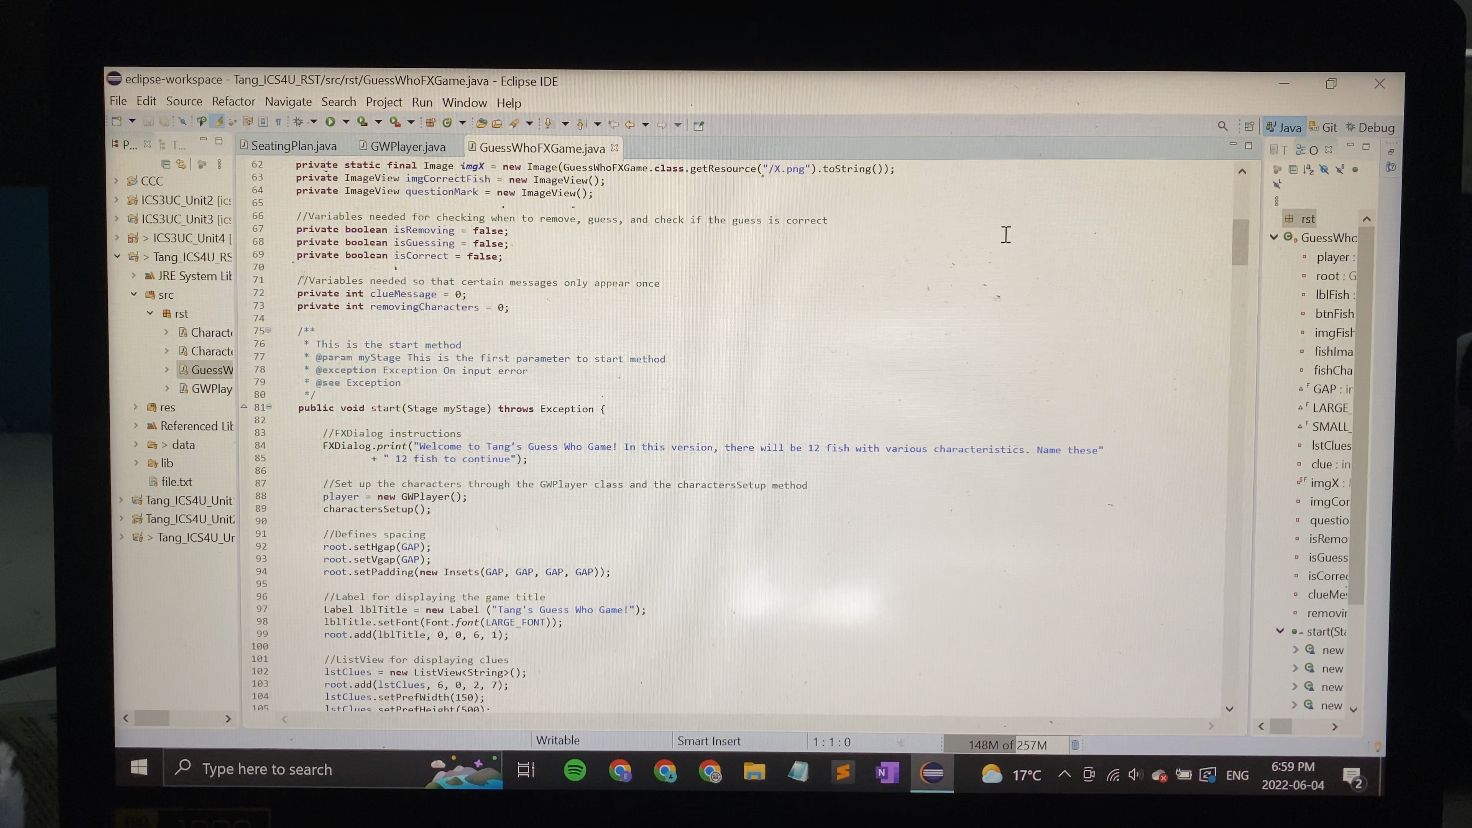 eclipse-workspace - Tang_ICS4U_RST/src/rst/GuessWhoFXGame.java - Eclipse IDE
File Edit Source Refactor Navigate Search Project Run Window Help
Java Git Debug
P... T...
SeatingPlan.java GWPlayer.java GuessWhoFXGame.java
CCC
ICS3UC_Unit2 [ics
ICS3UC_Unit3 [ics
> ICS3UC_Unit4 [
> Tang_ICS4U_RS
JRE System Lib
src
rst
Characte
Characte
GuessW
GWPlay
res
Referenced Lib
> data
lib
file.txt
Tang_ICS4U_Unit
Tang_ICS4U_Unit
> Tang_ICS4U_Ur
62 private static final Image imgX = new Image(GuessWhoFXGame.class.getResource("/X.png").toString());
63 private ImageView imgCorrectFish = new ImageView();
64 private ImageView questionMark = new ImageView();
65
66 //Variables needed for checking when to remove, guess, and check if the guess is correct
67 private boolean isRemoving = false;
68 private boolean isGuessing = false;
69 private boolean isCorrect = false;
70
71 //Variables needed so that certain messages only appear once
72 private int clueMessage = 0;
73 private int removingCharacters = 0;
74
75 /**
76 * This is the start method
77 * @param myStage This is the first parameter to start method
78 * @exception Exception On input error
79 * @see Exception
80 */
81 public void start(Stage myStage) throws Exception {
82
83 //FXDialog instructions
84 FXDialog.print("Welcome to Tang's Guess Who Game! In this version, there will be 12 fish with various characteristics. Name these"
85 + " 12 fish to continue");
86
87 //Set up the characters through the GWPlayer class and the charactersSetup method
88 player = new GWPlayer();
89 charactersSetup();
90
91 //Defines spacing
92 root.setHgap(GAP);
93 root.setVgap(GAP);
94 root.setPadding(new Insets(GAP, GAP, GAP, GAP));
95
96 //Label for displaying the game title
97 Label lblTitle = new Label ("Tang's Guess Who Game!");
98 lblTitle.setFont(Font.font(LARGE_FONT));
99 root.add(lblTitle, 0, 0, 6, 1);
100
101 //ListView for displaying clues
102 lstClues = new ListView<String>();
103 root.add(lstClues, 6, 0, 2, 7);
104 lstClues.setPrefWidth(150);
105 lstClues.setPrefHeight(500);
rst
GuessWho
player :
root : G
lblFish :
btnFish
imgFish
fishIma
fishCha
GAP : in
LARGE_
SMALL_
lstClues
clue : in
imgX :
imgCor
questio
isRemo
isGuess
isCorrec
clueMe
removir
start(Sta
new
new
new
new
Writable Smart Insert 1 : 1 : 0 148M of 257M
Type here to search
17°C ENG 6:59 PM
2022-06-04
2